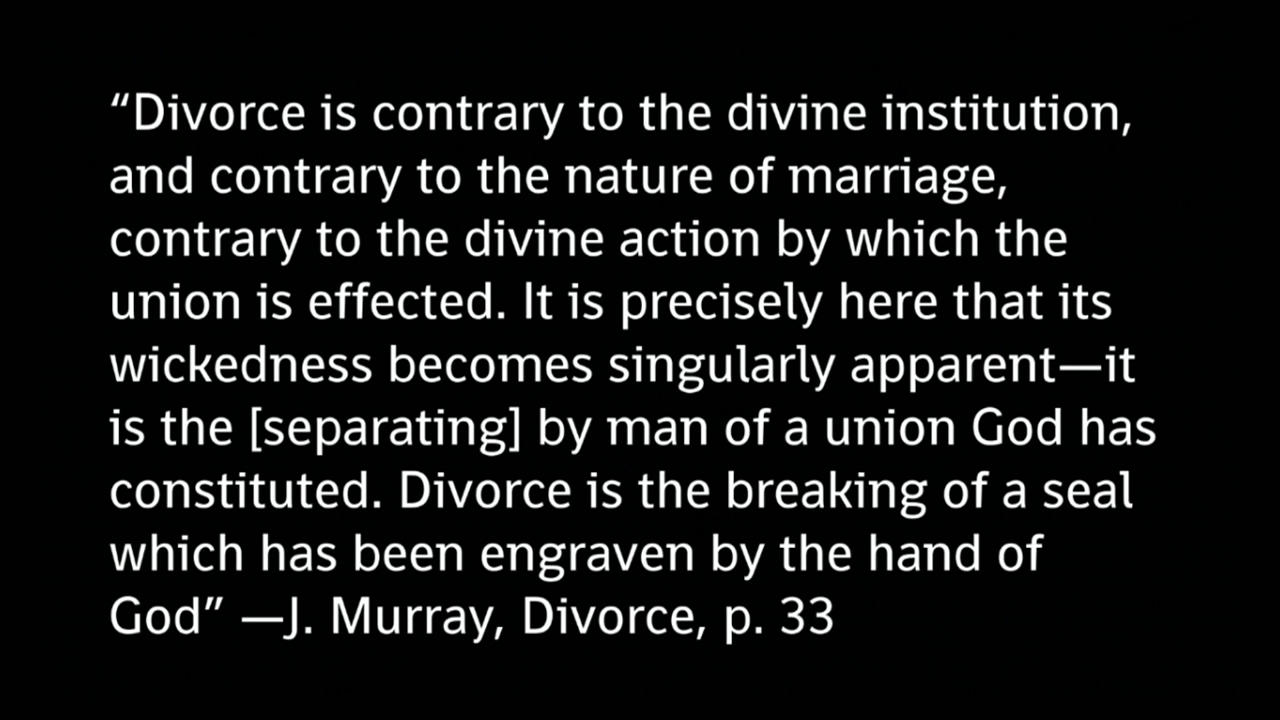 “Divorce is contrary to the divine institution,
and contrary to the nature of marriage,
contrary to the divine action by which the
union is effected. It is precisely here that its
wickedness becomes singularly apparent—it
is the [separating] by man of a union God has
constituted. Divorce is the breaking of a seal
which has been engraven by the hand of
God” —J. Murray, Divorce, p. 33